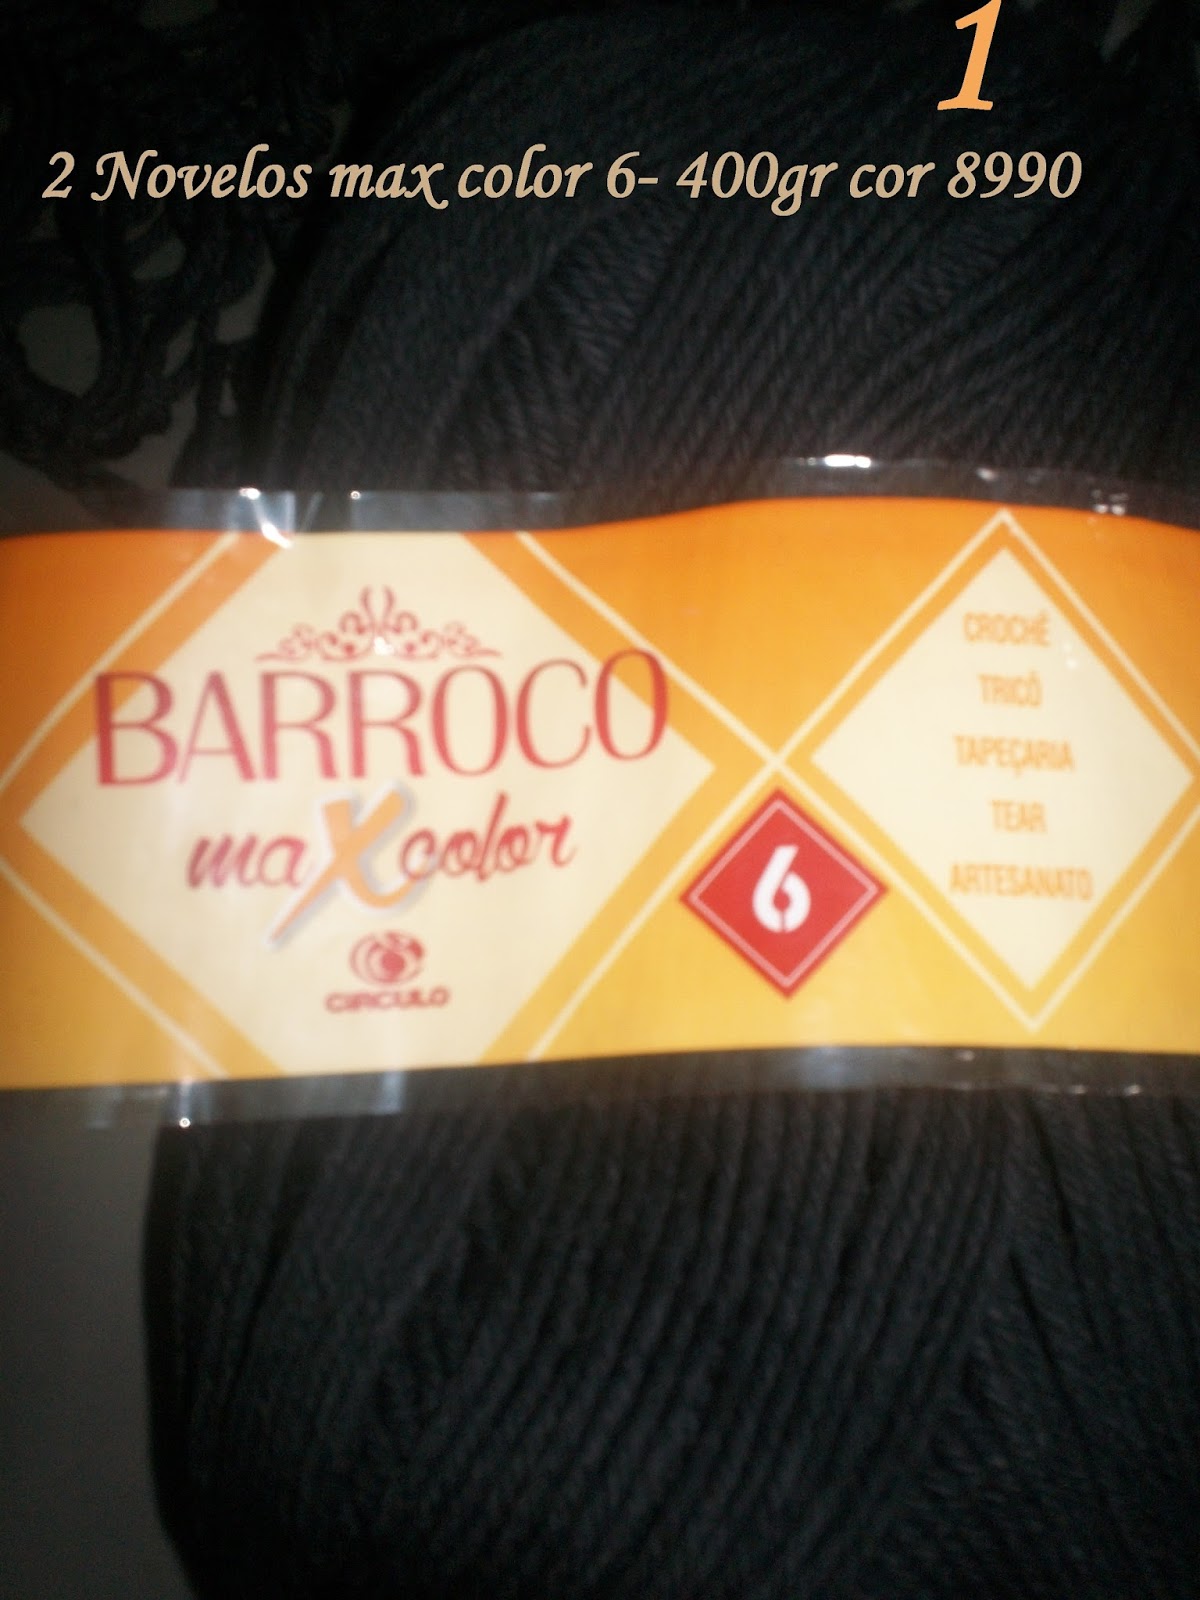 1
2 Novelos max color 6- 400gr cor 8990
BARROCO
maxcolor
CIRCULO
6
CROCHÊ
TRICÔ
TAPEÇARIA
TEAR
ARTESANATO